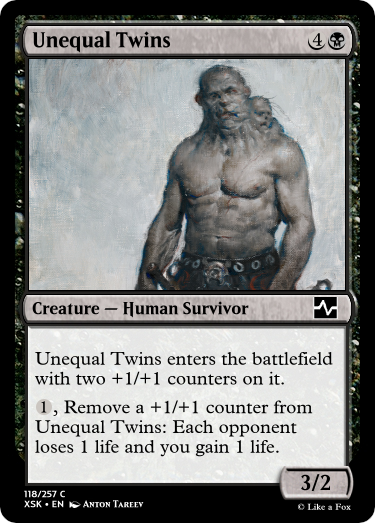 Unequal Twins 4
Creature — Human Survivor
Unequal Twins enters the battlefield
with two +1/+1 counters on it.
1, Remove a +1/+1 counter from
Unequal Twins: Each opponent
loses 1 life and you gain 1 life.
3/2
118/257 C
XSK • EN Anton Tareev
© Like a Fox